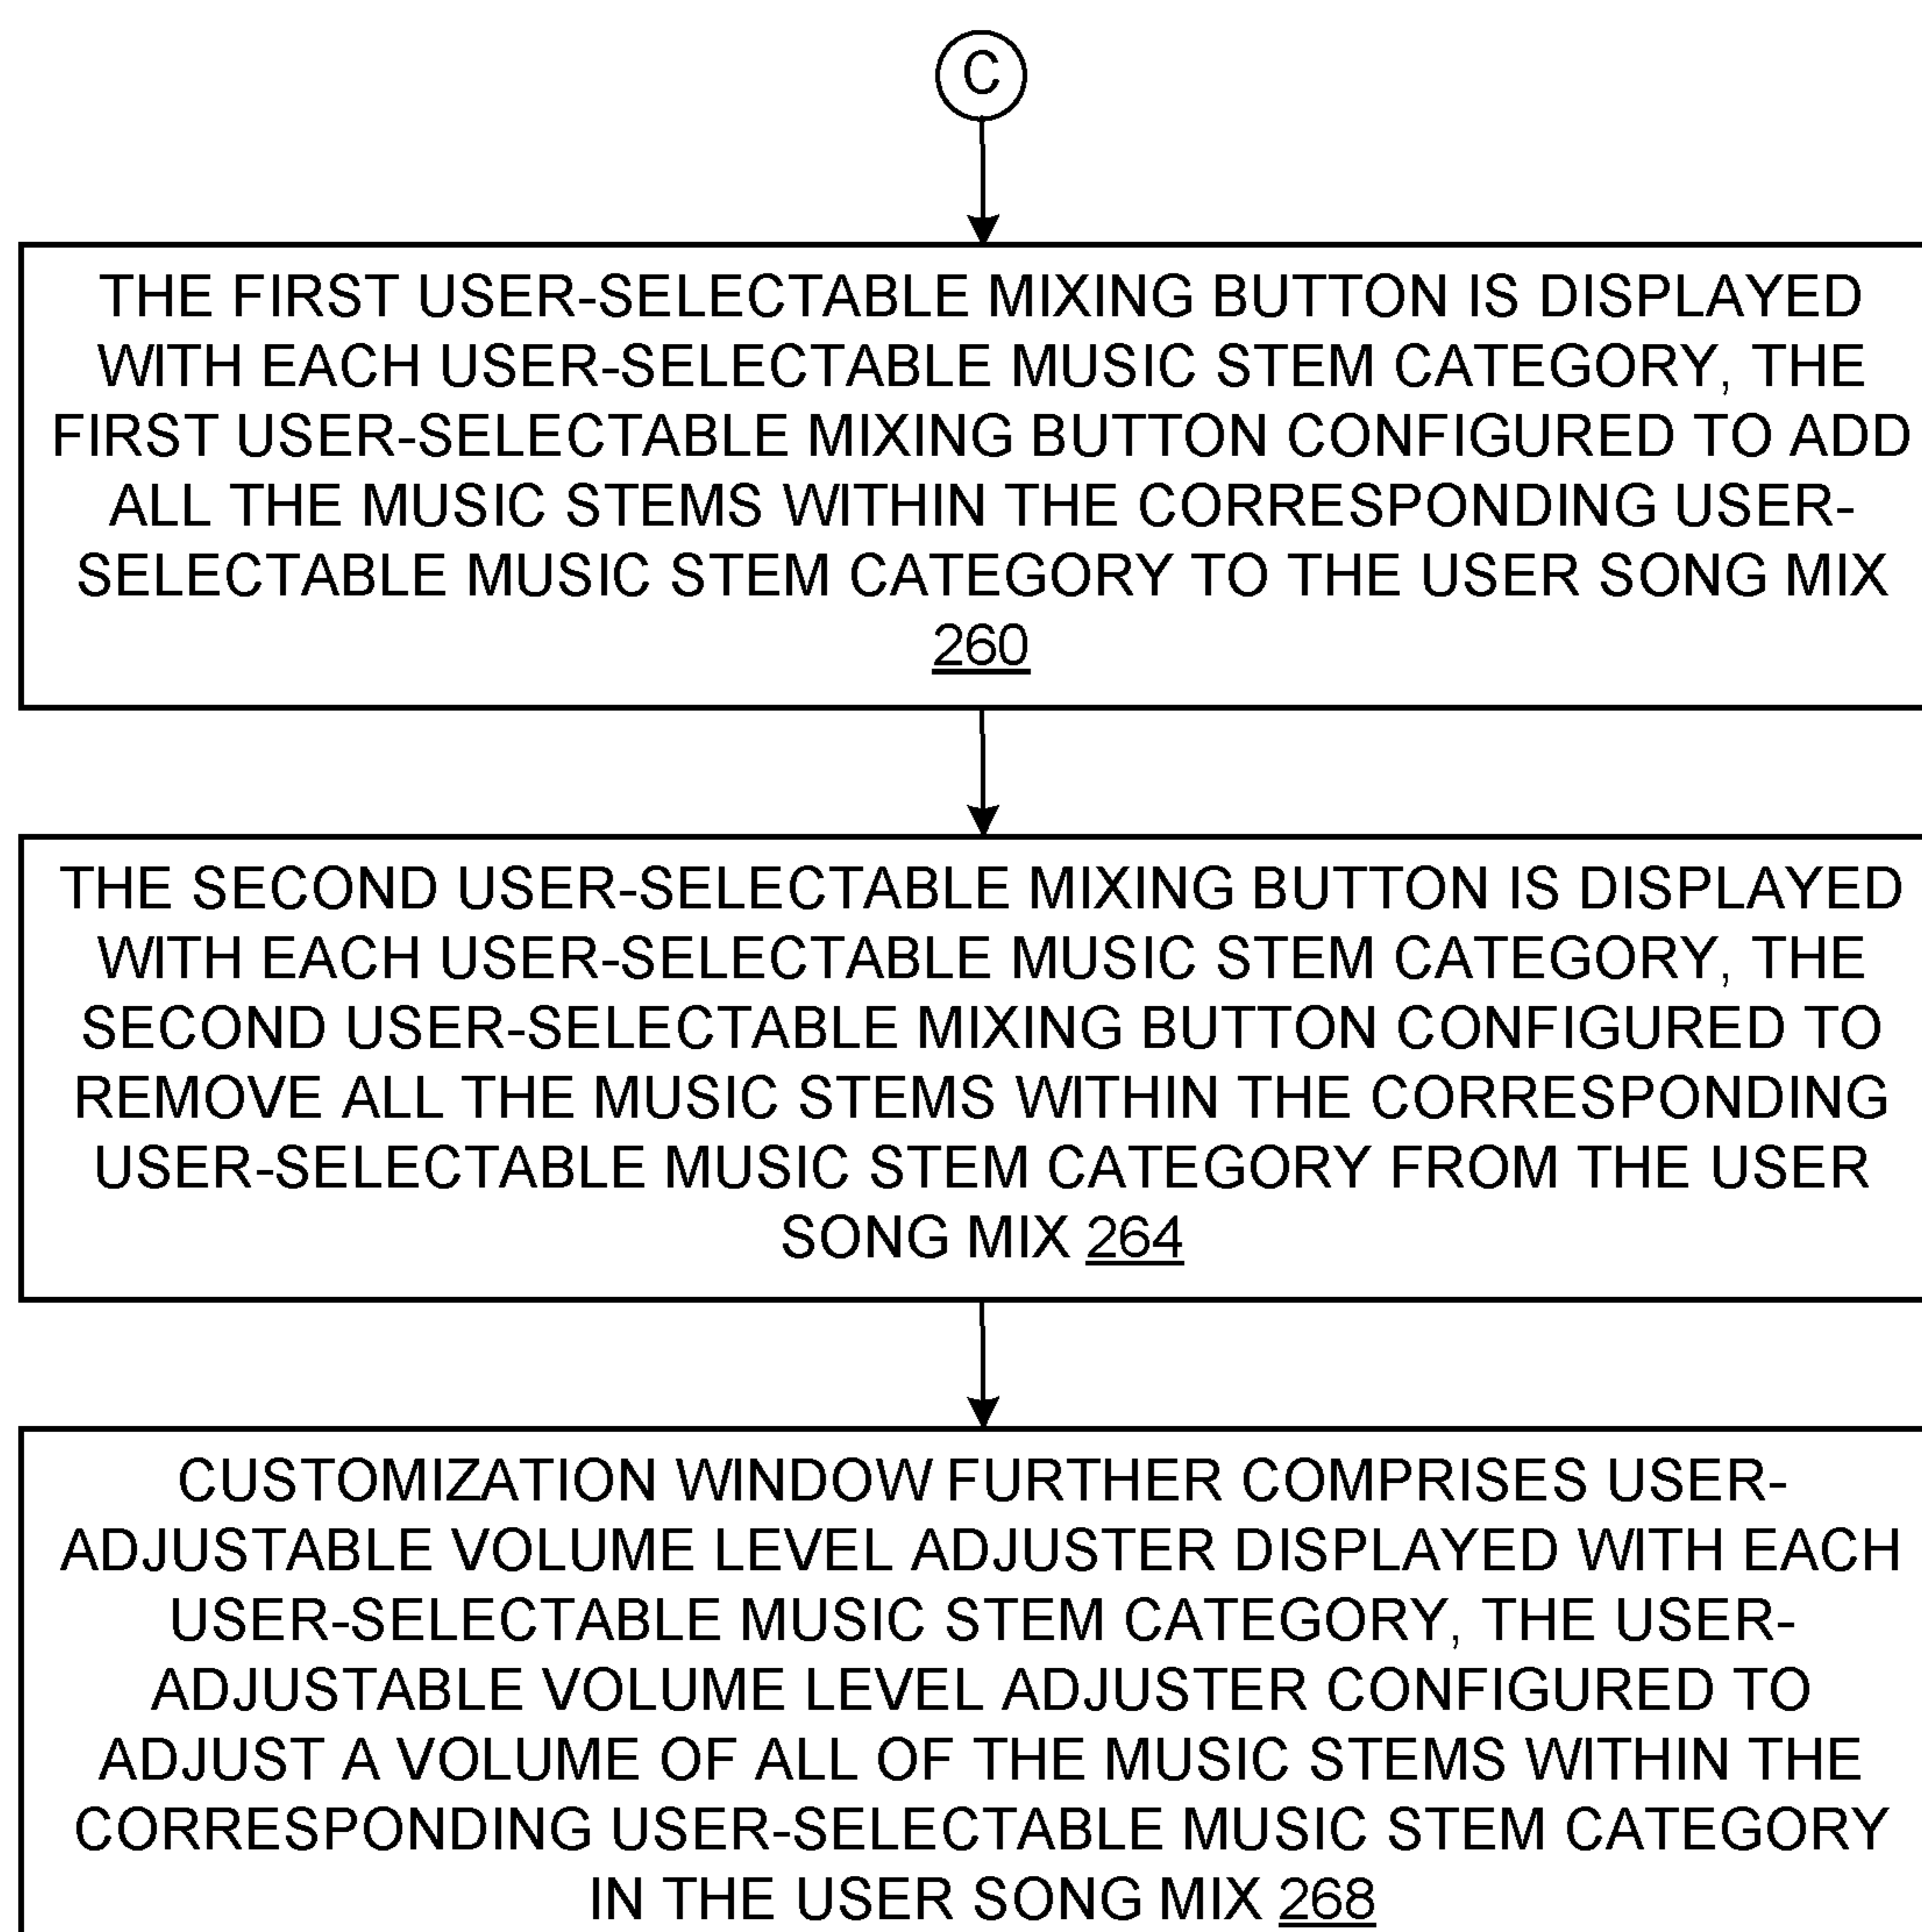 C
THE FIRST USER-SELECTABLE MIXING BUTTON IS DISPLAYED
WITH EACH USER-SELECTABLE MUSIC STEM CATEGORY, THE
FIRST USER-SELECTABLE MIXING BUTTON CONFIGURED TO ADD
ALL THE MUSIC STEMS WITHIN THE CORRESPONDING USER-
SELECTABLE MUSIC STEM CATEGORY TO THE USER SONG MIX
260
THE SECOND USER-SELECTABLE MIXING BUTTON IS DISPLAYED
WITH EACH USER-SELECTABLE MUSIC STEM CATEGORY, THE
SECOND USER-SELECTABLE MIXING BUTTON CONFIGURED TO
REMOVE ALL THE MUSIC STEMS WITHIN THE CORRESPONDING
USER-SELECTABLE MUSIC STEM CATEGORY FROM THE USER
SONG MIX 264
CUSTOMIZATION WINDOW FURTHER COMPRISES USER-
ADJUSTABLE VOLUME LEVEL ADJUSTER DISPLAYED WITH EACH
USER-SELECTABLE MUSIC STEM CATEGORY, THE USER-
ADJUSTABLE VOLUME LEVEL ADJUSTER CONFIGURED TO
ADJUST A VOLUME OF ALL OF THE MUSIC STEMS WITHIN THE
CORRESPONDING USER-SELECTABLE MUSIC STEM CATEGORY
IN THE USER SONG MIX 268